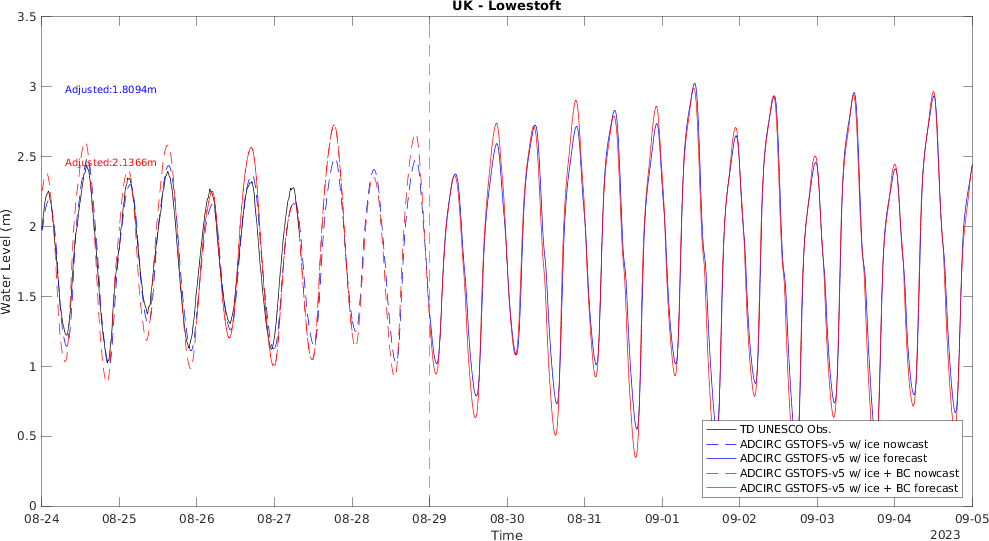 UK - Lowestoft
3.5
3
2.5
2
1.5
1
0.5
0
Water Level (m)
Adjusted:1.8094m
Adjusted:2.1366m
TD UNESCO Obs.
ADCIRC GSTOFS-v5 w/ ice nowcast
ADCIRC GSTOFS-v5 w/ ice forecast
ADCIRC GSTOFS-v5 w/ ice + BC nowcast
ADCIRC GSTOFS-v5 w/ ice + BC forecast
08-24 08-25 08-26 08-27 08-28 08-29 08-30 08-31 09-01 09-02 09-03 09-04 09-05
Time
2023